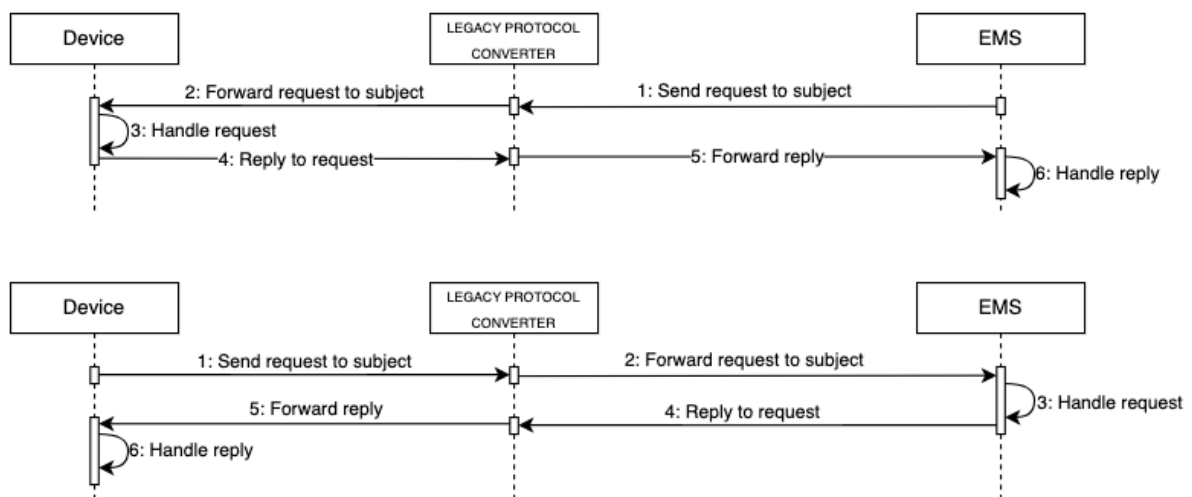 Device
LEGACY PROTOCOL
CONVERTER
EMS
2: Forward request to subject
1: Send request to subject
3: Handle request
4: Reply to request
5: Forward reply
6: Handle reply
Device
LEGACY PROTOCOL
CONVERTER
EMS
1: Send request to subject
2: Forward request to subject
3: Handle request
5: Forward reply
4: Reply to request
6: Handle reply